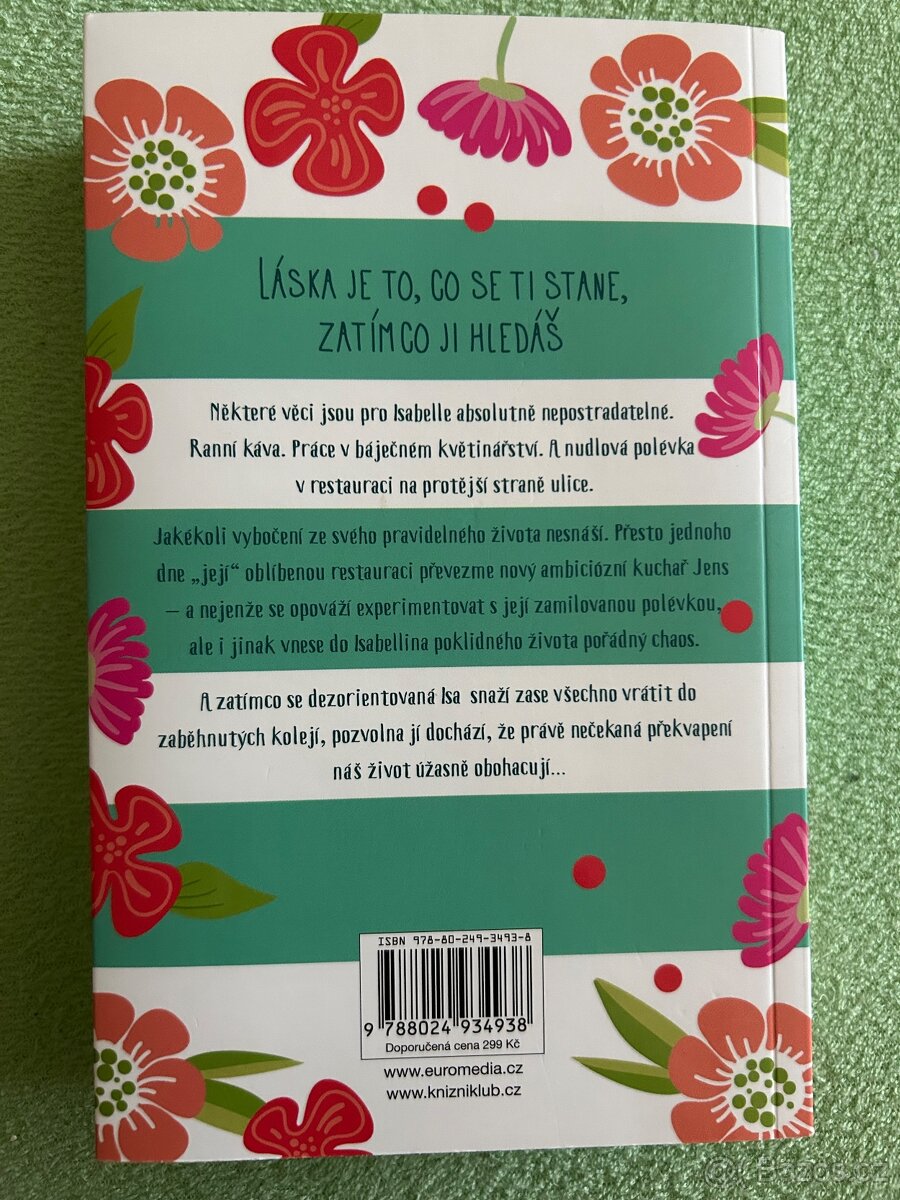 LÁSKA JE TO, CO SE TI STANE,
ZATÍMCO JI HLEDÁŠ
Některé věci jsou pro Isabelle absolutně nepostradatelné.
Ranní káva. Práce v báječném květinářství. A nudlová polévka
v restauraci na protější straně ulice.
Jakékoli vybočení ze svého pravidelného života nesnáší. Přesto jednoho
dne „její“ oblíbenou restauraci převezme nový ambiciózní kuchař Jens
– a nejenže se opováží experimentovat s její zamilovanou polévkou,
ale i jinak vnese do Isabellina poklidného života pořádný chaos.
A zatímco se dezorientovaná Isa snaží zase všechno vrátit do
zaběhnutých kolejí, pozvolna jí dochází, že právě nečekaná překvapení
náš život úžasně obohacují...
ISBN 978-80-249-3493-8
9 788024 934938
Doporučená cena 299 Kč
www.euromedia.cz
www.knizniklub.cz
Bazoš.cz